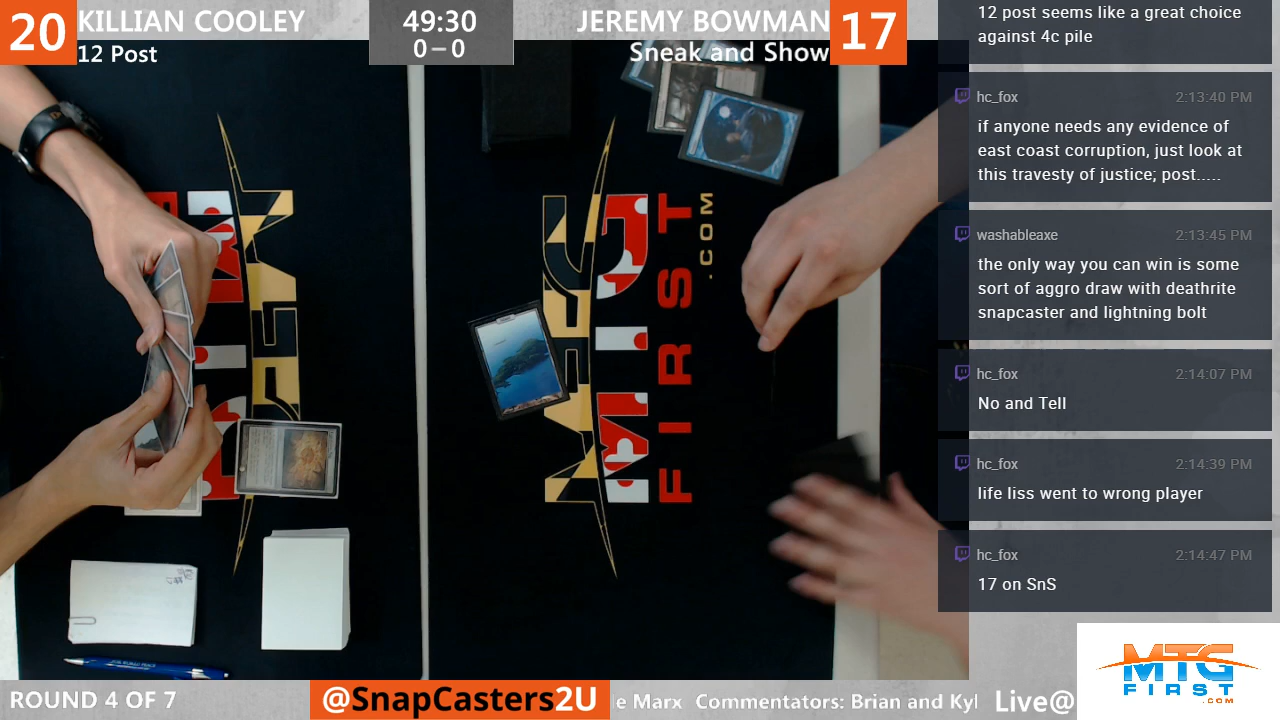 20
KILLIAN COOLEY
12 Post
49:30
0–0
JEREMY BOWMAN
Sneak and Show
17
12 post seems like a great choice
against 4c pile
hc_fox 2:13:40 PM
if anyone needs any evidence of
east coast corruption, just look at
this travesty of justice; post.....
washableaxe 2:13:45 PM
the only way you can win is some
sort of aggro draw with deathrite
snapcaster and lightning bolt
hc_fox 2:14:07 PM
No and Tell
hc_fox 2:14:39 PM
life liss went to wrong player
hc_fox 2:14:47 PM
17 on SnS
MTG
FIRST
.COM
ROUND 4 OF 7
@SnapCasters2U
le Marx Commentators: Brian and Kyl
Live@
MTG
FIRST
.COM